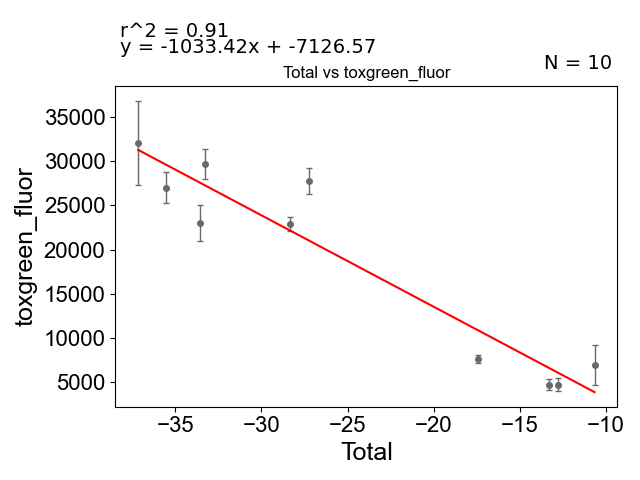 r^2 = 0.91
y = -1033.42x + -7126.57
N = 10
Total vs toxgreen_fluor
toxgreen_fluor
35000
30000
25000
20000
15000
10000
5000
−35 −30 −25 −20 −15 −10
Total